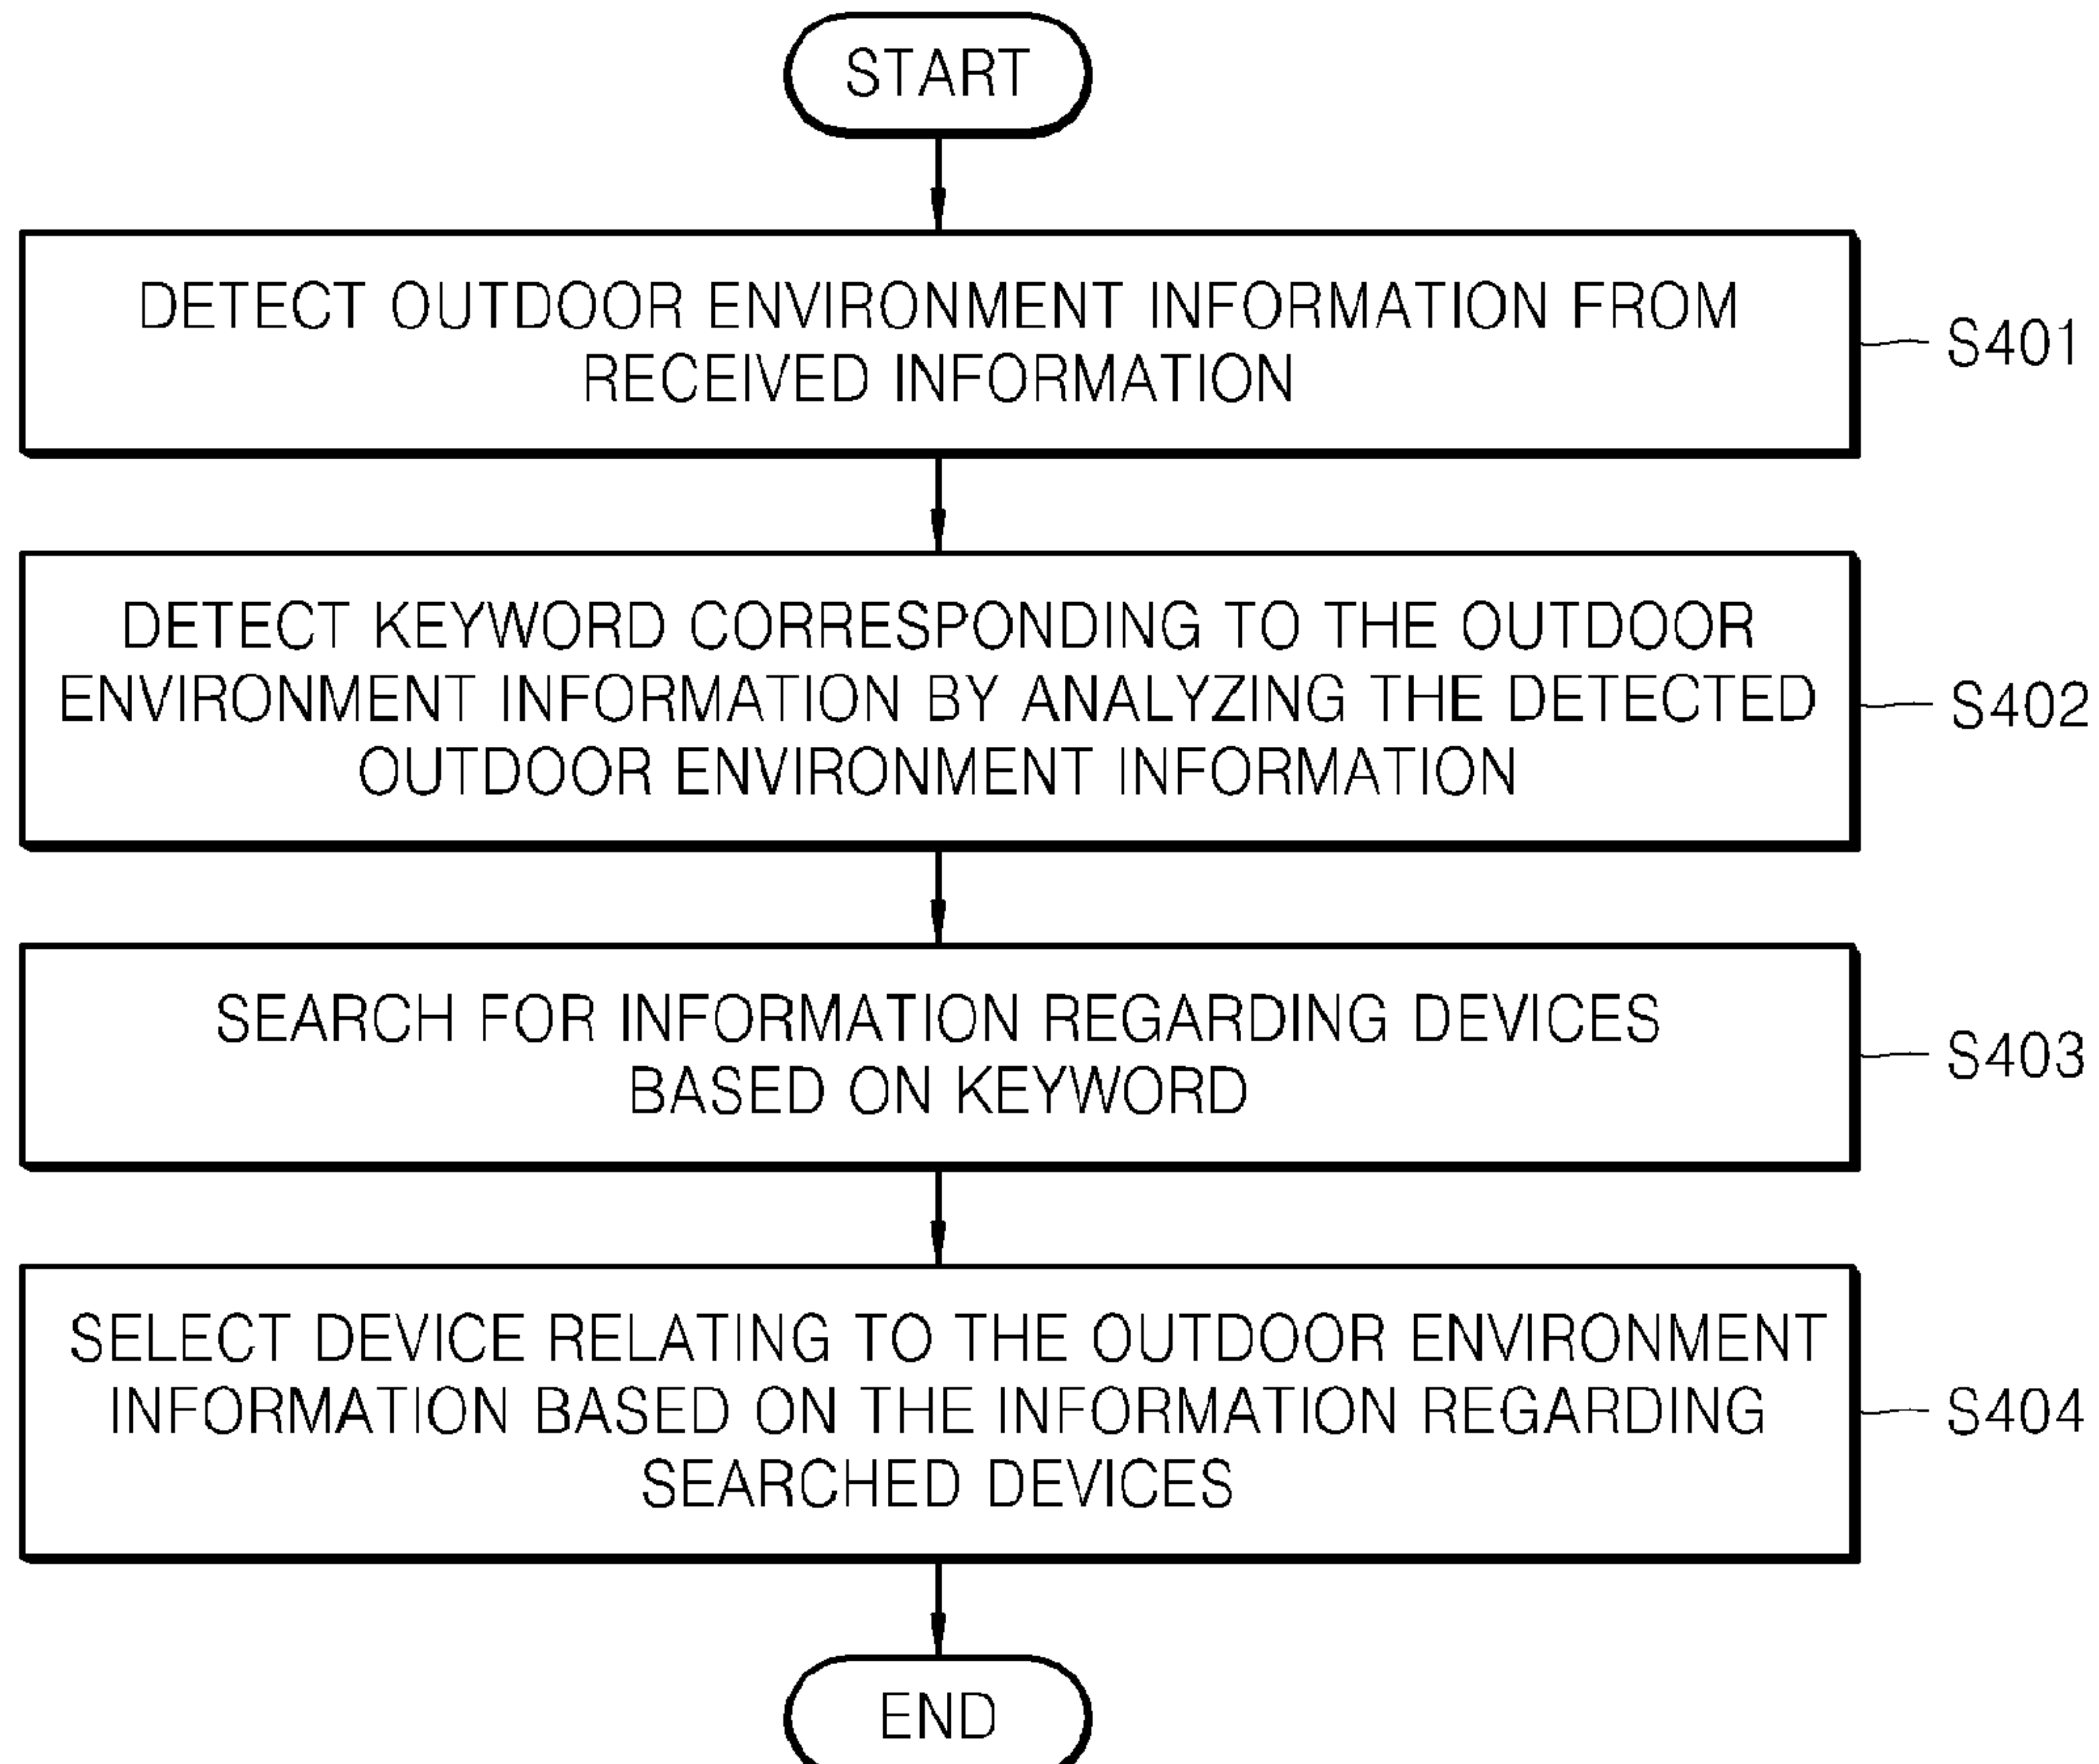 START
DETECT OUTDOOR ENVIRONMENT INFORMATION FROM
RECEIVED INFORMATION
S401
DETECT KEYWORD CORRESPONDING TO THE OUTDOOR
ENVIRONMENT INFORMATION BY ANALYZING THE DETECTED
OUTDOOR ENVIRONMENT INFORMATION
S402
SEARCH FOR INFORMATION REGARDING DEVICES
BASED ON KEYWORD
S403
SELECT DEVICE RELATING TO THE OUTDOOR ENVIRONMENT
INFORMATION BASED ON THE INFORMATION REGARDING
SEARCHED DEVICES
S404
END